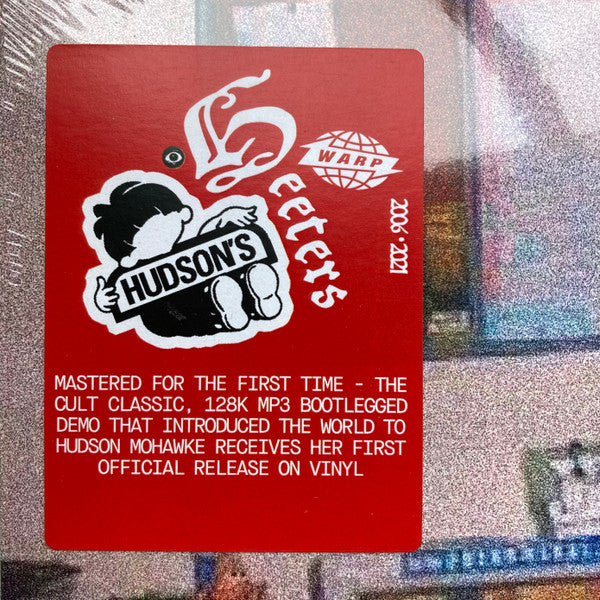 Heeters
WARP
2006 • 2021
HUDSON'S
MASTERED FOR THE FIRST TIME - THE
CULT CLASSIC, 128K MP3 BOOTLEGGED
DEMO THAT INTRODUCED THE WORLD TO
HUDSON MOHAWKE RECEIVES HER FIRST
OFFICIAL RELEASE ON VINYL